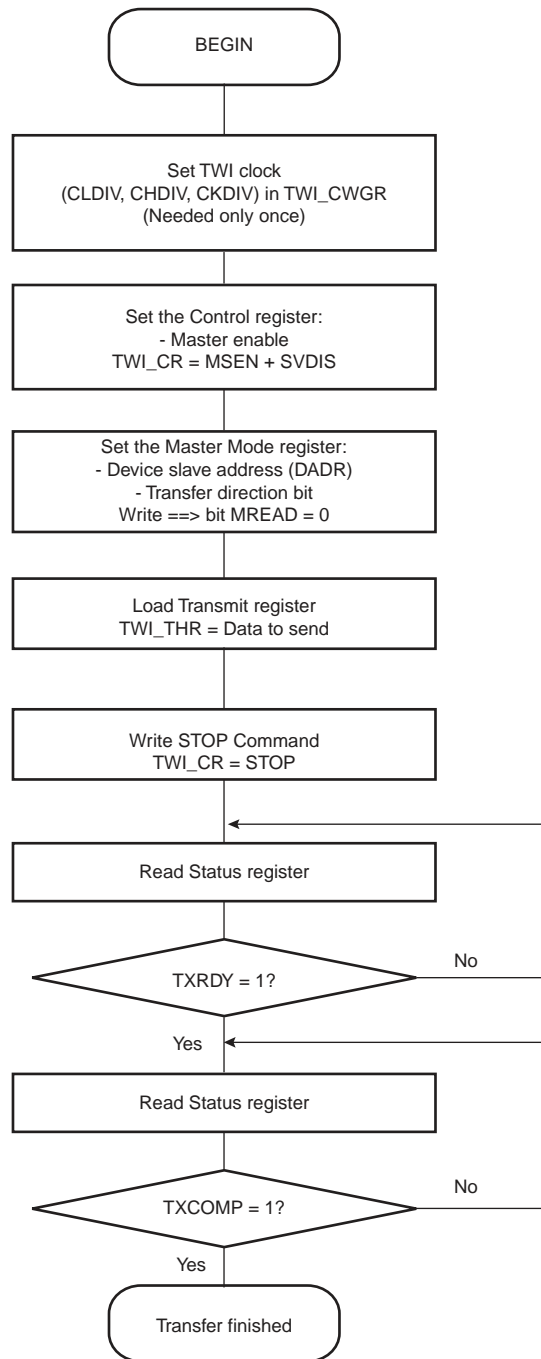 BEGIN
Set TWI clock
(CLDIV, CHDIV, CKDIV) in TWI_CWGR
(Needed only once)
Set the Control register:
- Master enable
TWI_CR = MSEN + SVDIS
Set the Master Mode register:
- Device slave address (DADR)
- Transfer direction bit
Write ==> bit MREAD = 0
Load Transmit register
TWI_THR = Data to send
Write STOP Command
TWI_CR = STOP
Read Status register
TXRDY = 1?
No
Yes
Read Status register
TXCOMP = 1?
No
Yes
Transfer finished